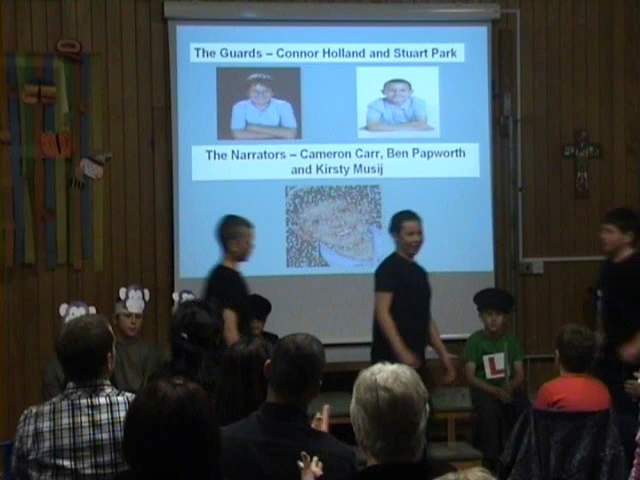 The Guards – Connor Holland and Stuart Park
The Narrators – Cameron Carr, Ben Papworth
and Kirsty Musij
L